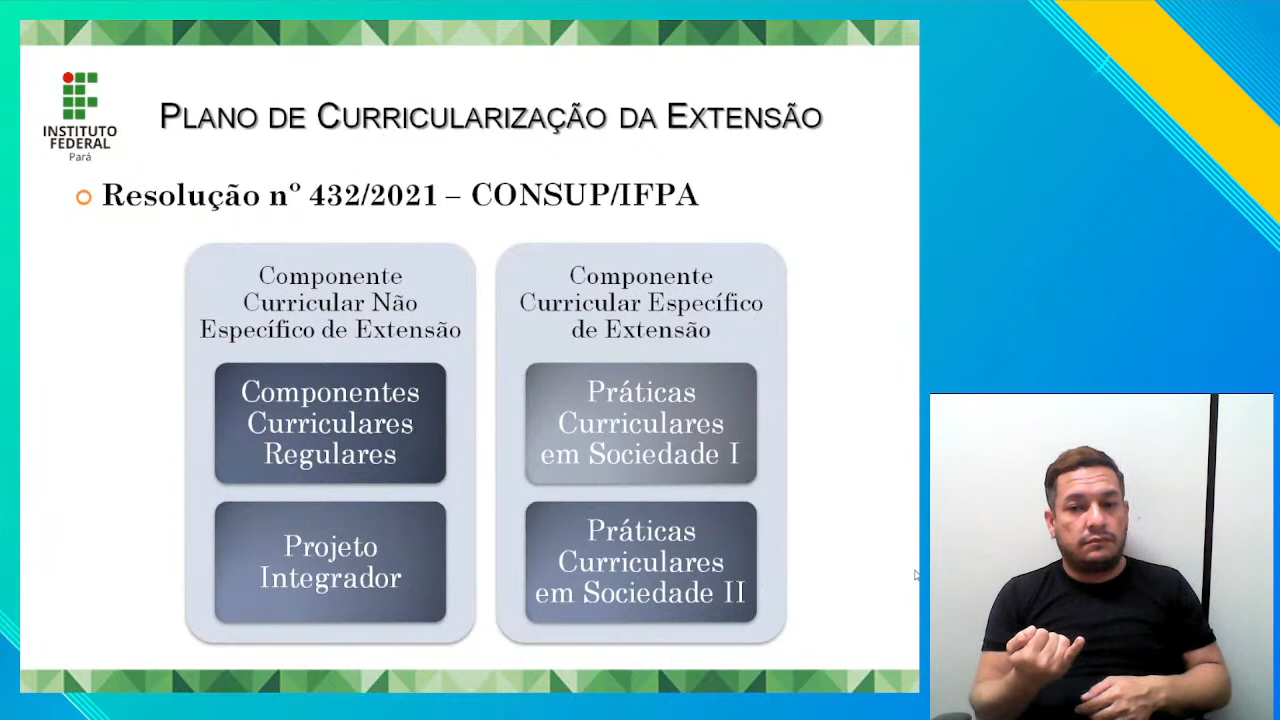 INSTITUTO
FEDERAL
Pará
PLANO DE CURRICULARIZAÇÃO DA EXTENSÃO
Resolução nº 432/2021 – CONSUP/IFPA
Componente
Curricular Não
Específico de Extensão
Componentes
Curriculares
Regulares
Projeto
Integrador
Componente
Curricular Específico
de Extensão
Práticas
Curriculares
em Sociedade I
Práticas
Curriculares
em Sociedade II